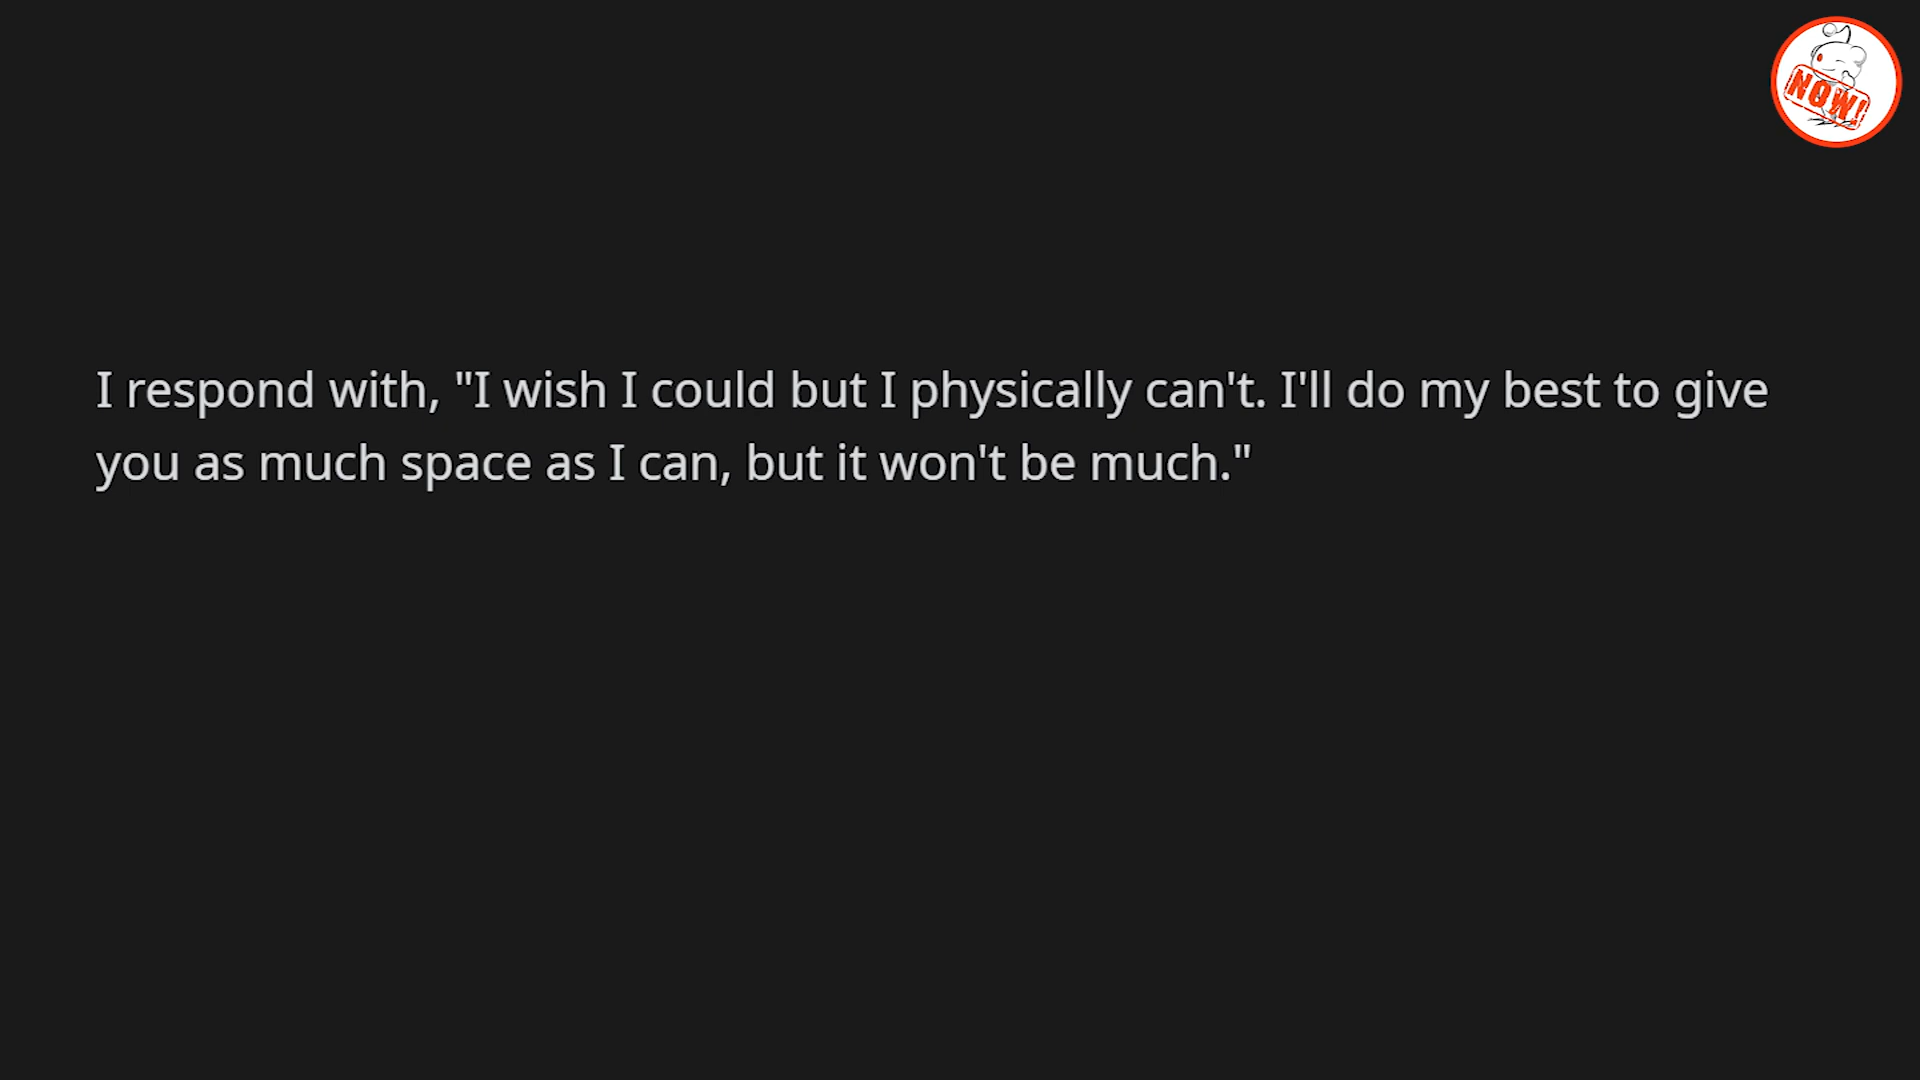 NOW!
I respond with, "I wish I could but I physically can't. I'll do my best to give
you as much space as I can, but it won't be much."